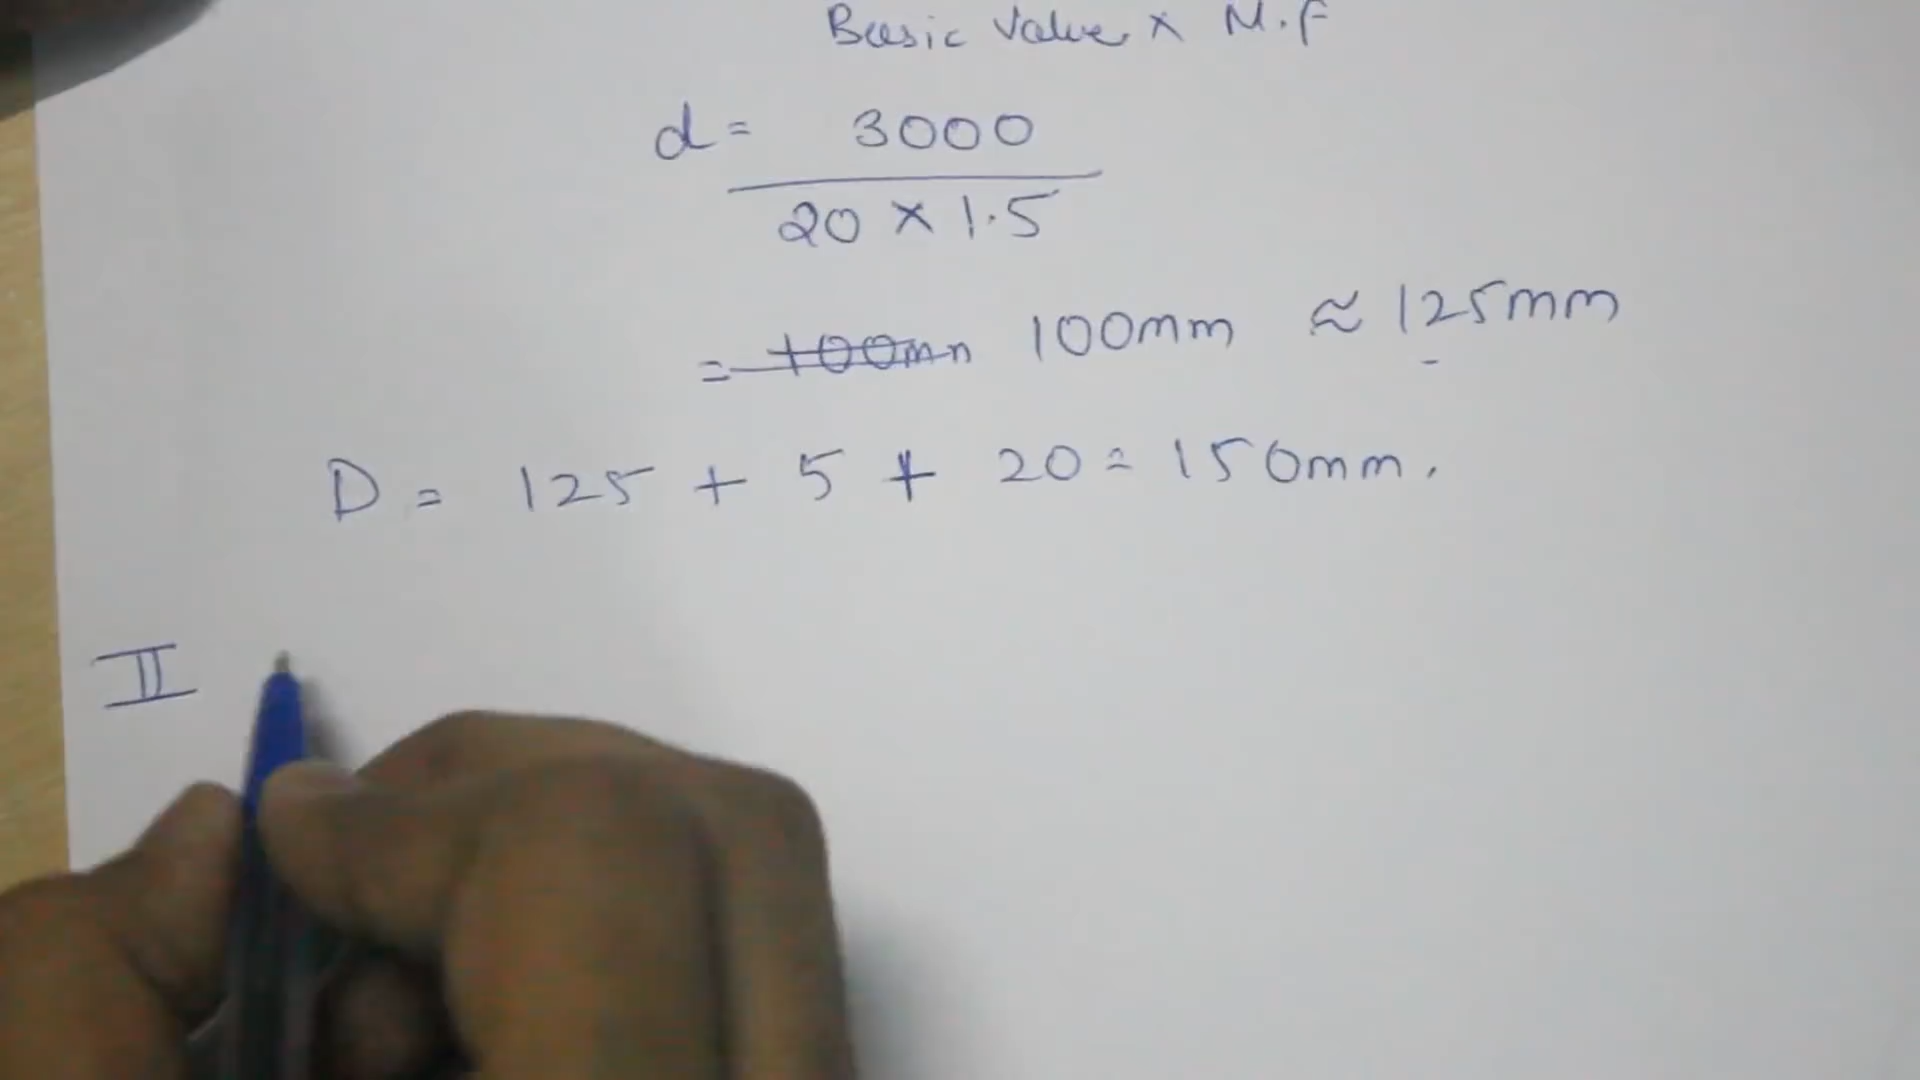 Basic Value × M.F
d = 3000
20 × 1.5
= 100mm 100mm ≈ 125mm
D = 125 + 5 + 20 = 150mm.
II